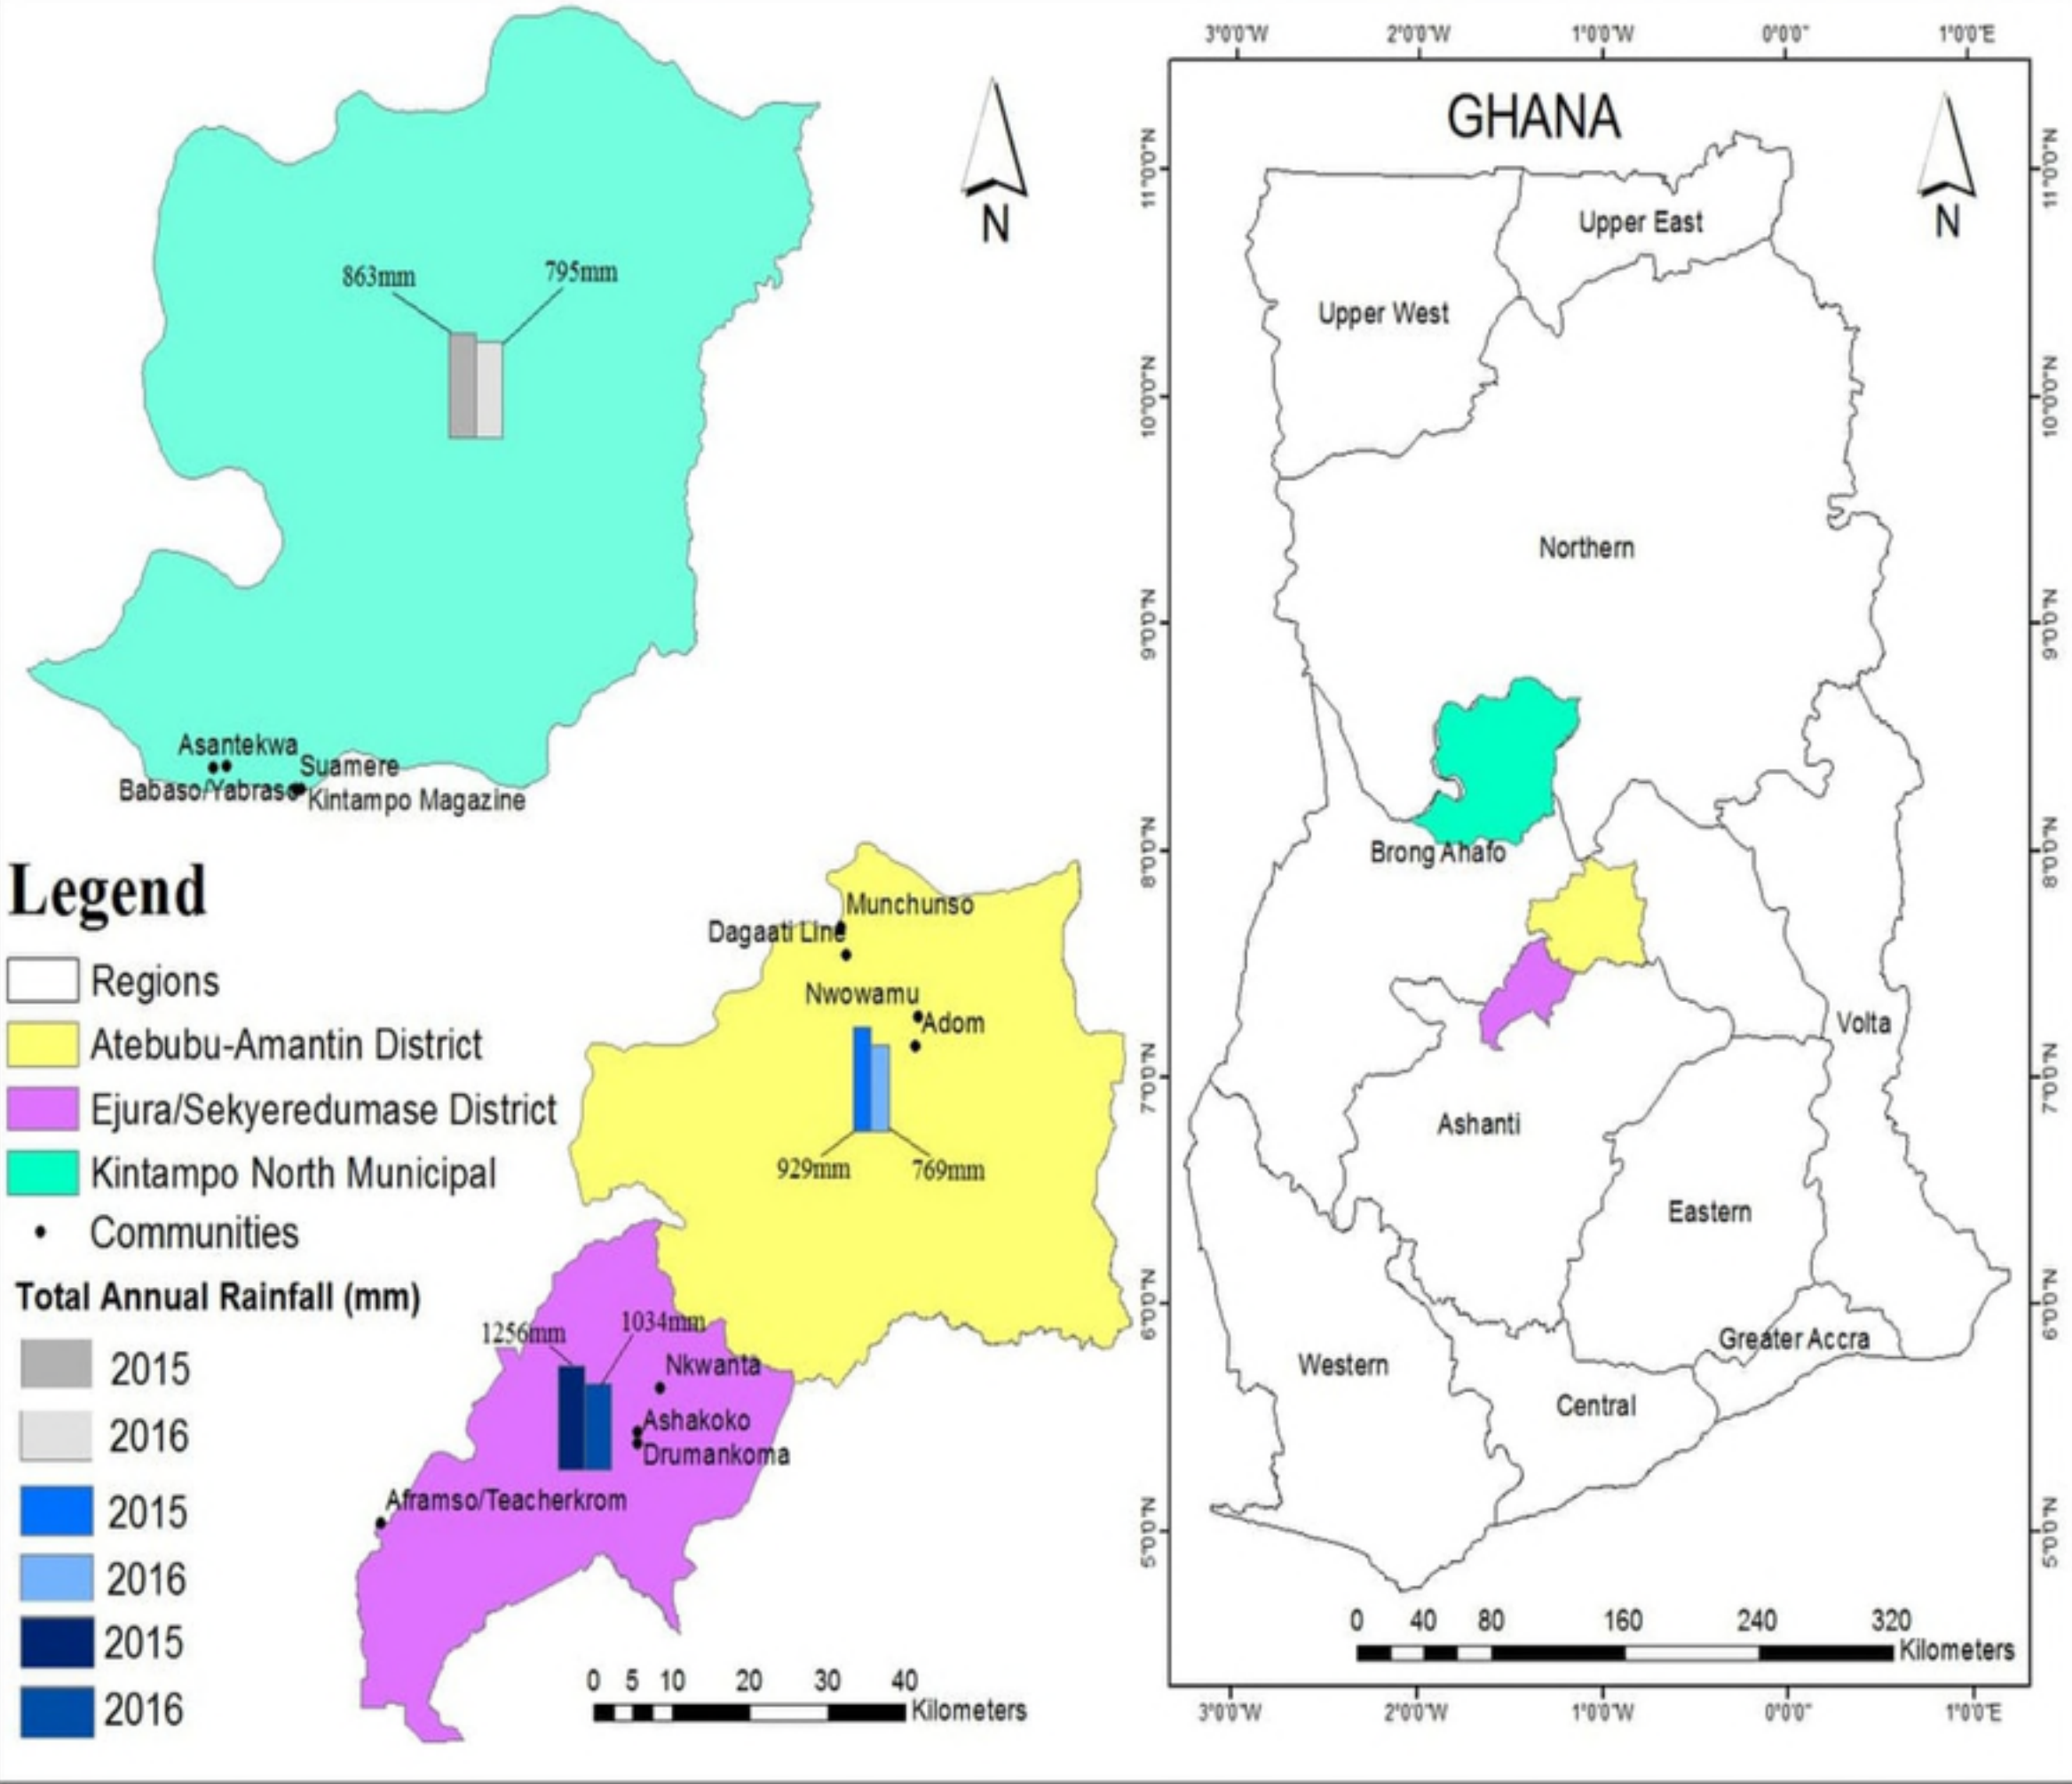 863mm
795mm
N
Asantekwa
Suamere
Babaso/Yabraso
Kintampo Magazine
Legend
Regions
Atebubu-Amantin District
Ejura/Sekyeredumase District
Kintampo North Municipal
Communities
Total Annual Rainfall (mm)
2015
2016
2015
2016
2015
2016
Munchunso
Dagaati Line
Nwowamu
Adom
929mm
769mm
1256mm
1034mm
Nkwanta
Ashakoko
Drumankoma
Aframso/Teacherkrom
0 5 10 20 30 40
Kilometers
3°0'0"W 2°0'0"W 1°0'0"W 0°0'0" 1°0'0"E
GHANA
N
11°0'0"N 11°0'0"N
Upper East
Upper West
10°0'0"N 10°0'0"N
Northern
9°0'0"N 9°0'0"N
8°0'0"N 8°0'0"N
Brong Ahafo
Volta
7°0'0"N 7°0'0"N
Ashanti
Eastern
6°0'0"N 6°0'0"N
Greater Accra
Western
Central
5°0'0"N 5°0'0"N
0 40 80 160 240 320
Kilometers
3°0'0"W 2°0'0"W 1°0'0"W 0°0'0" 1°0'0"E